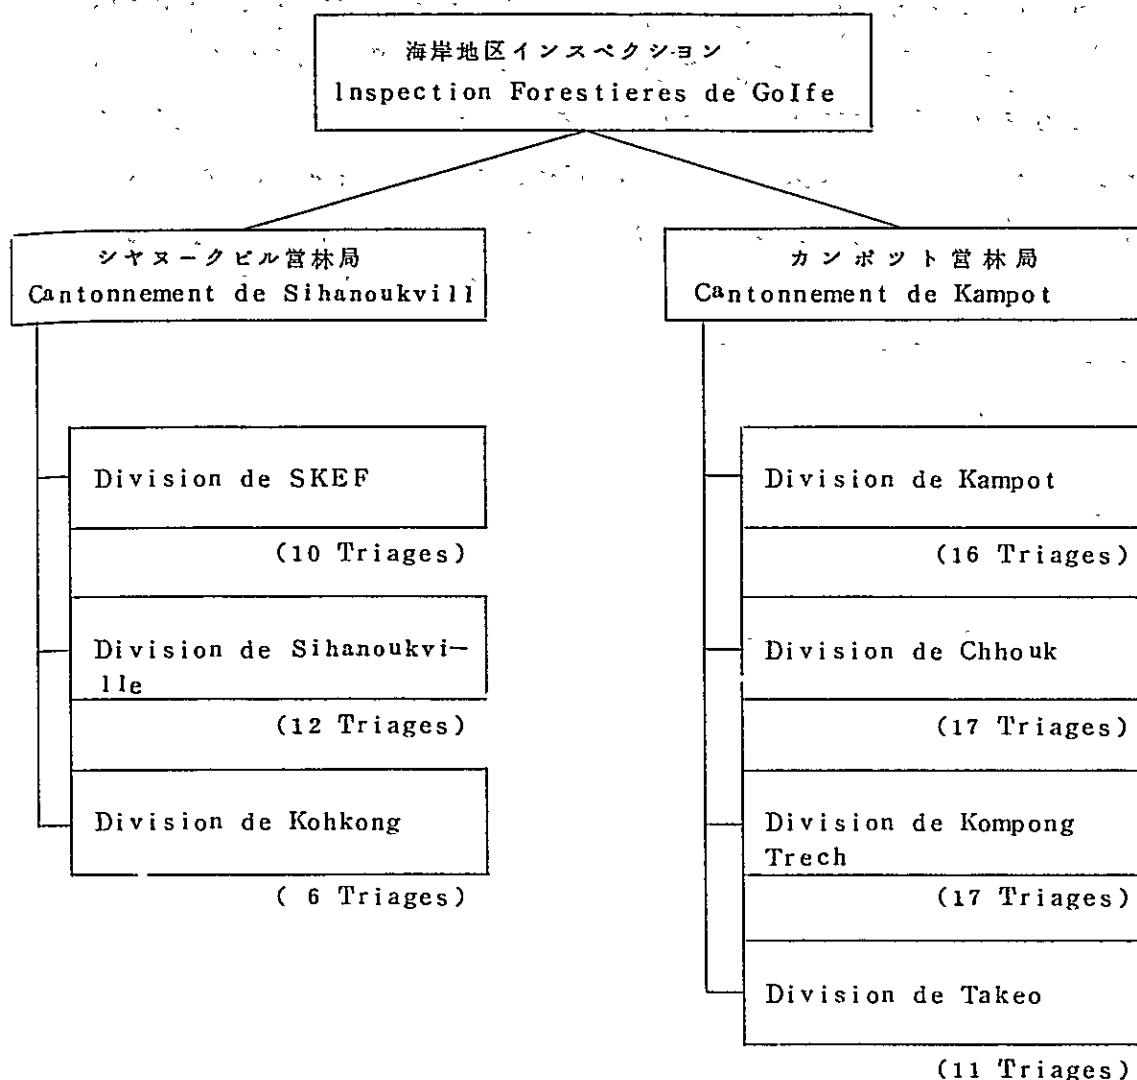 海岸地区インスペクション
Inspection Forestieres de Golfe
シヤヌークビル営林局
Cantonnement de Sihanoukvill
カンポット営林局
Cantonnement de Kampot
Division de SKEF
(10 Triages)
Division de Sihanoukvi-
lle
(12 Triages)
Division de Kohkong
( 6 Triages)
Division de Kampot
(16 Triages)
Division de Chhouk
(17 Triages)
Division de Kompong
Trech
(17 Triages)
Division de Takeo
(11 Triages)